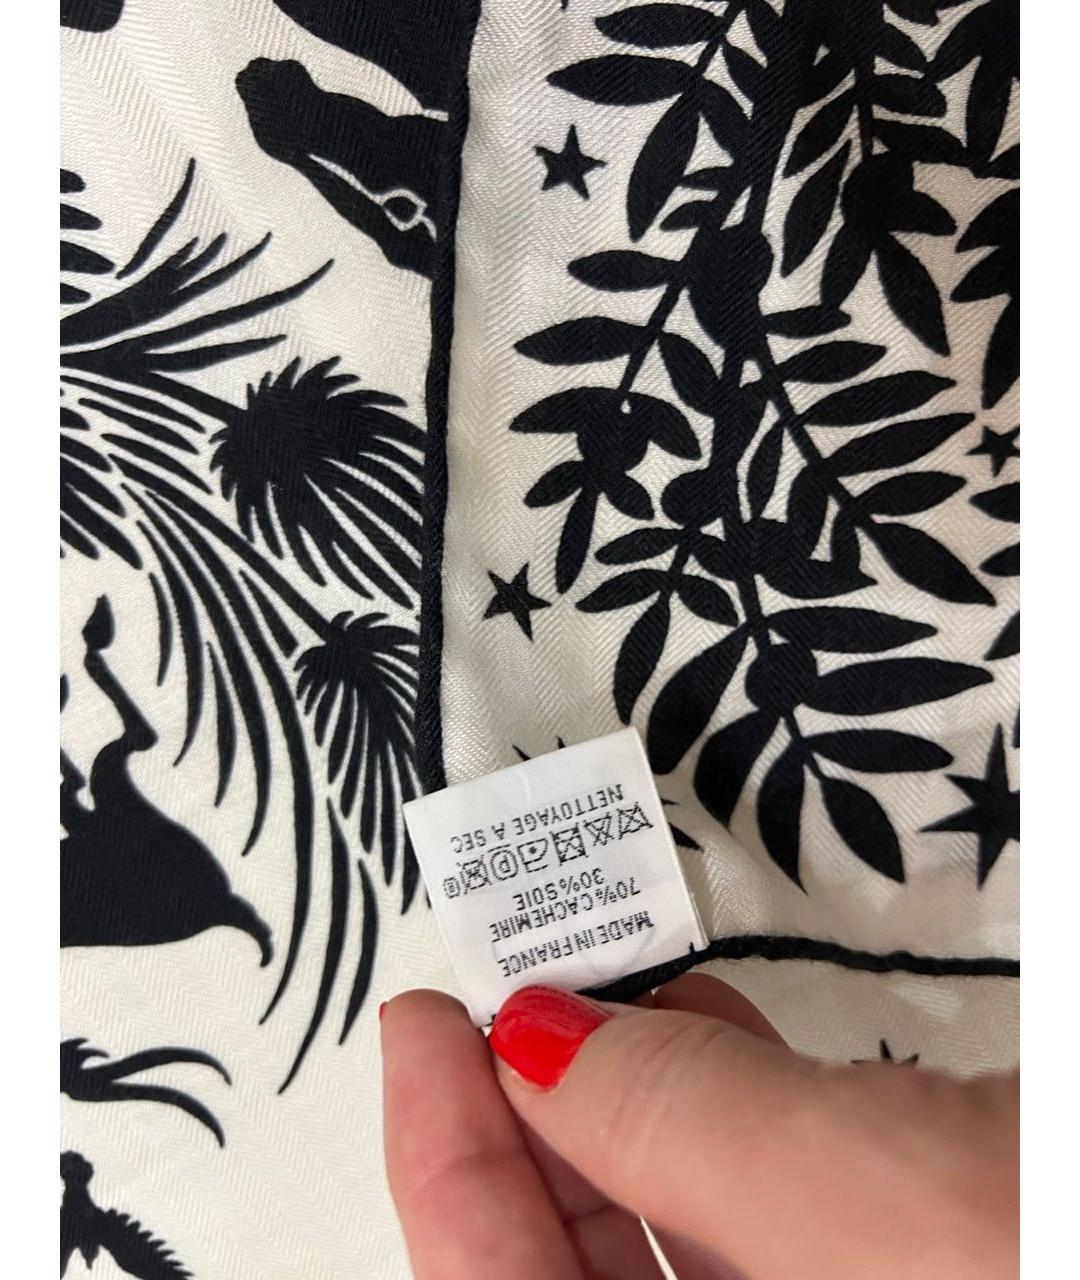 MADE IN FRANCE
70% CACHEMIRE
30% SOIE
NETTOYAGE A SEC